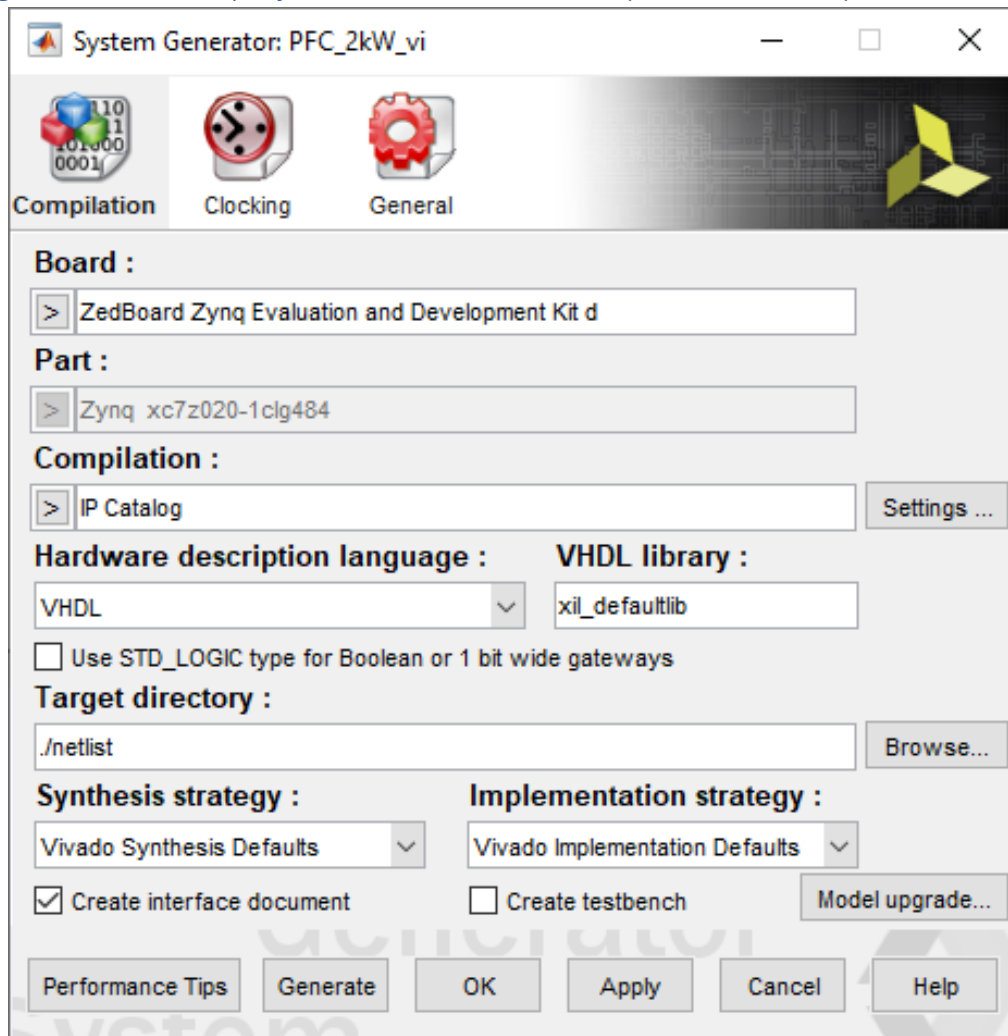 System Generator: PFC_2kW_vi
Compilation Clocking General
Board :
> ZedBoard Zynq Evaluation and Development Kit d
Part :
> Zynq xc7z020-1clg484
Compilation :
> IP Catalog Settings ...
Hardware description language : VHDL library :
VHDL xil_defaultlib
Use STD_LOGIC type for Boolean or 1 bit wide gateways
Target directory :
./netlist Browse...
Synthesis strategy : Implementation strategy :
Vivado Synthesis Defaults Vivado Implementation Defaults
Create interface document Create testbench Model upgrade...
Generator
Performance Tips Generate OK Apply Cancel Help
System